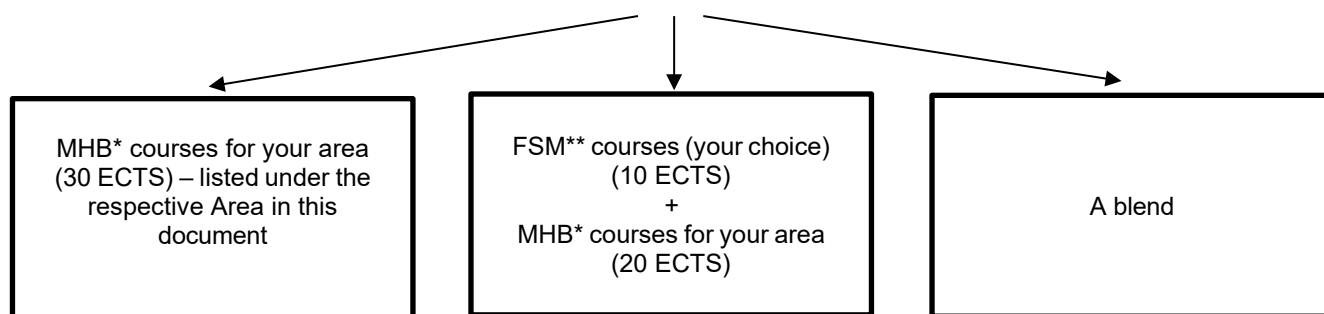 MHB* courses for your area
(30 ECTS) – listed under the
respective Area in this
document
FSM** courses (your choice)
(10 ECTS)
+
MHB* courses for your area
(20 ECTS)
A blend